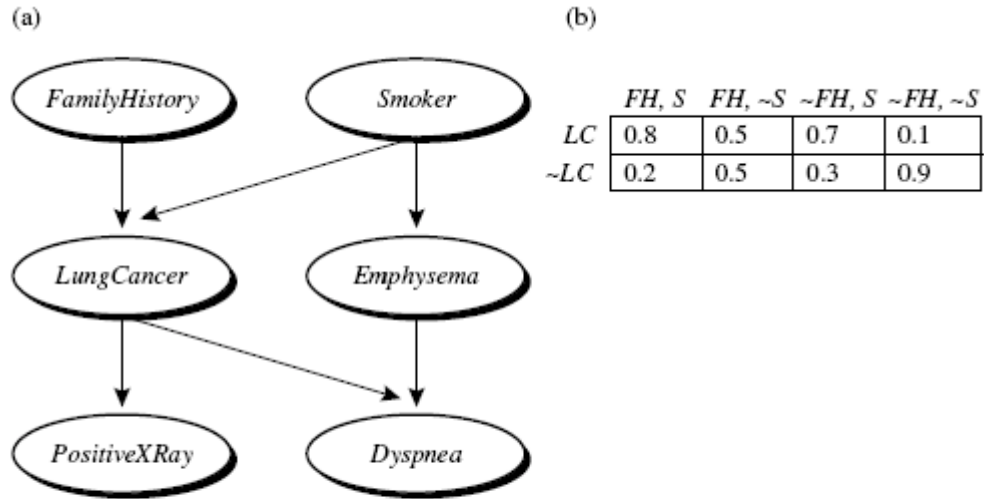 (a)
(b)
FamilyHistory
Smoker
FH, S FH, ~S ~FH, S ~FH, ~S
LC 0.8 0.5 0.7 0.1
~LC 0.2 0.5 0.3 0.9
LungCancer
Emphysema
PositiveXRay
Dyspnea